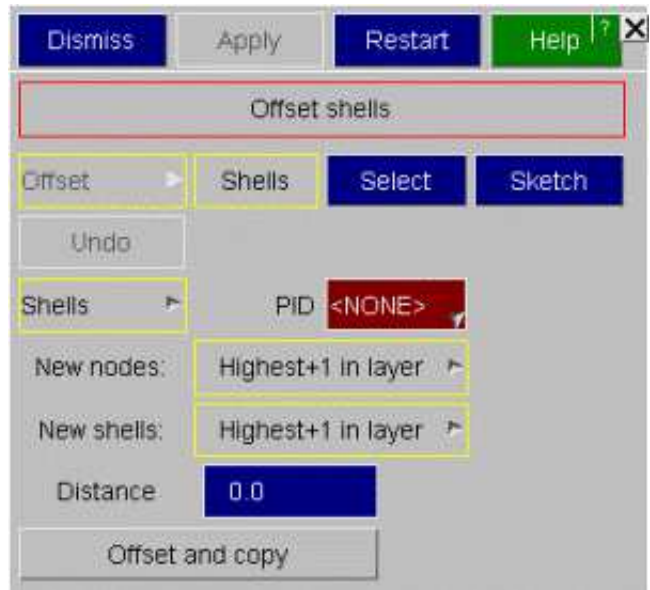 Dismiss Apply Restart Help ? X
Offset shells
Offset Shells Select Sketch
Undo
Shells PID <NONE>
New nodes: Highest+1 in layer
New shells: Highest+1 in layer
Distance 0.0
Offset and copy